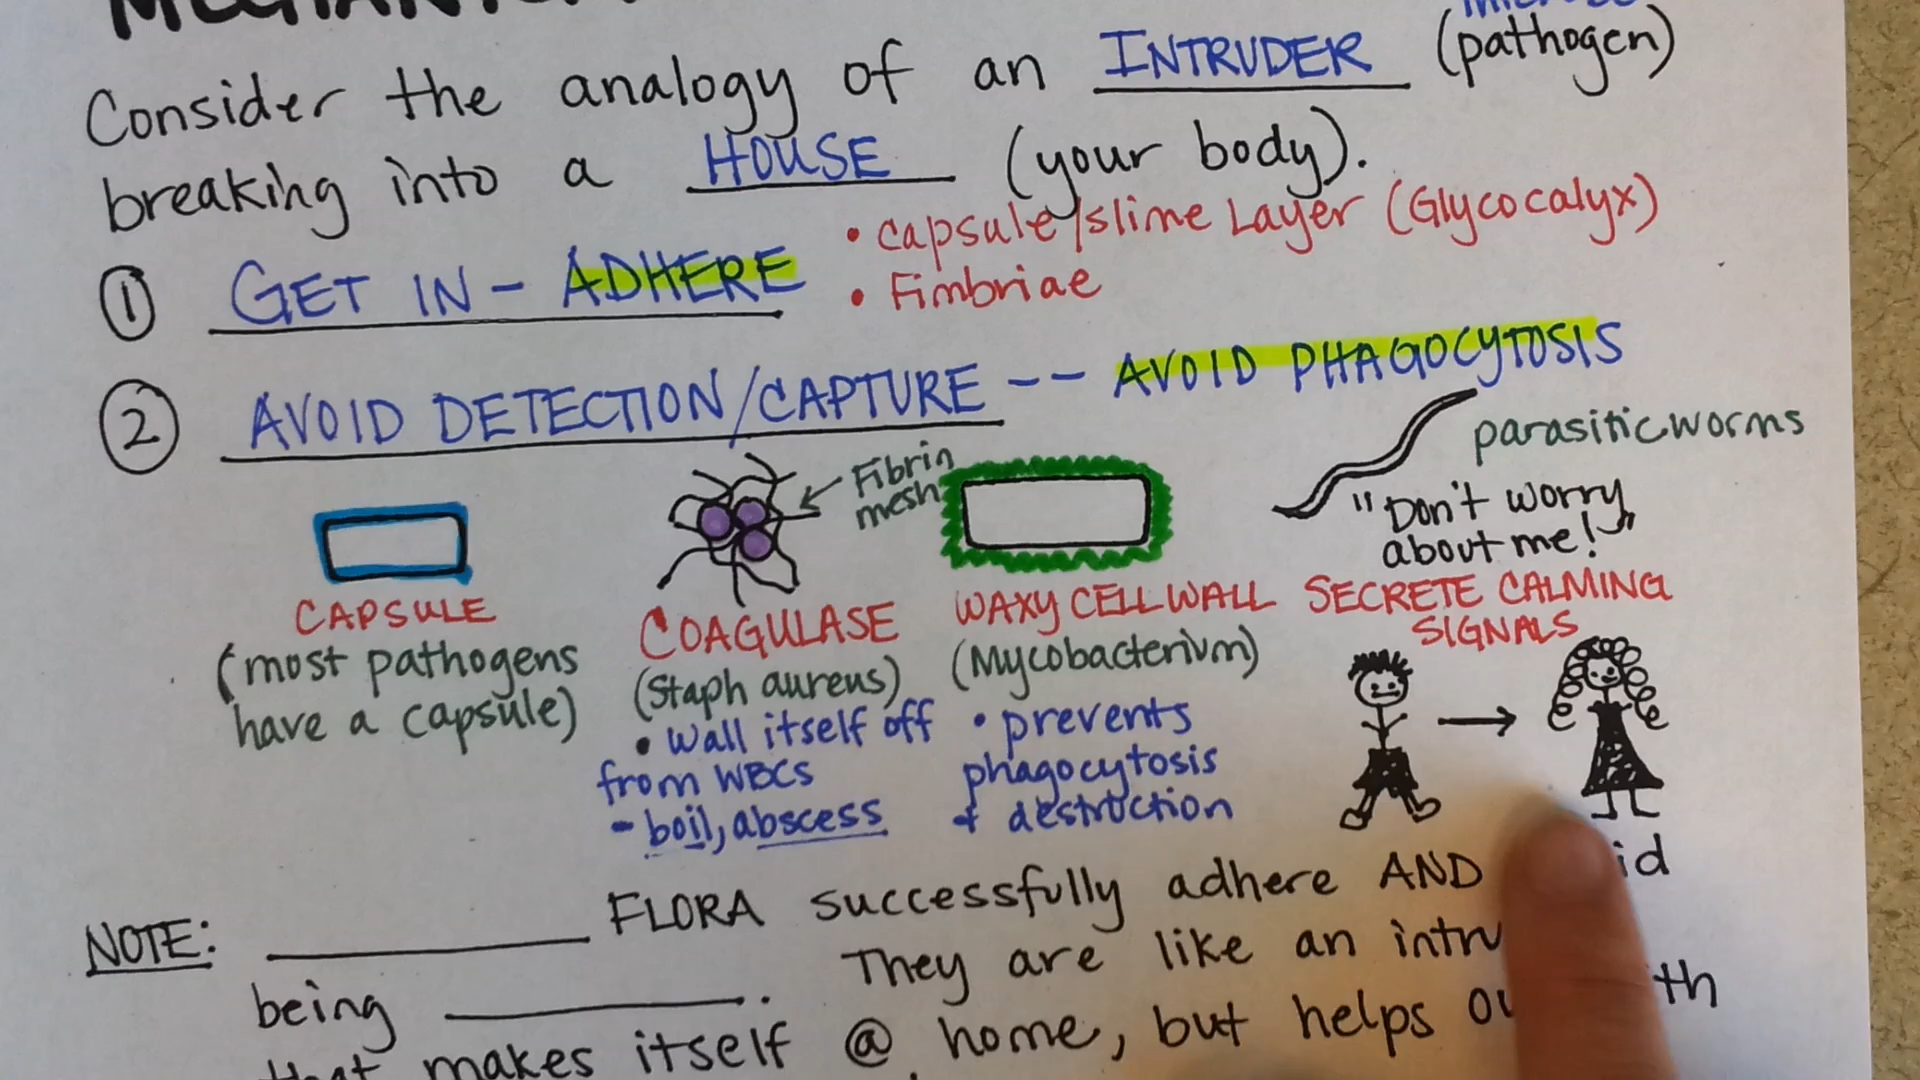 Consider the analogy of an INTRUDER (pathogen)
breaking into a HOUSE (your body).
• capsule/slime Layer (Glycocalyx)
① GET IN - ADHERE
• Fimbriae
② AVOID DETECTION/CAPTURE -- AVOID PHAGOCYTOSIS
parasitic worms
Fibrin
mesh
"Don't worry
about me!"
CAPSULE
(most pathogens
have a capsule)
COAGULASE
(Staph aureus)
• Wall itself off
from WBCs
- boil, abscess
WAXY CELL WALL
(Mycobacterium)
• prevents
phagocytosis
+ destruction
SECRETE CALMING
SIGNALS
NOTE: ________ FLORA successfully adhere AND
being ________. They are like an
that makes itself @ home, but helps